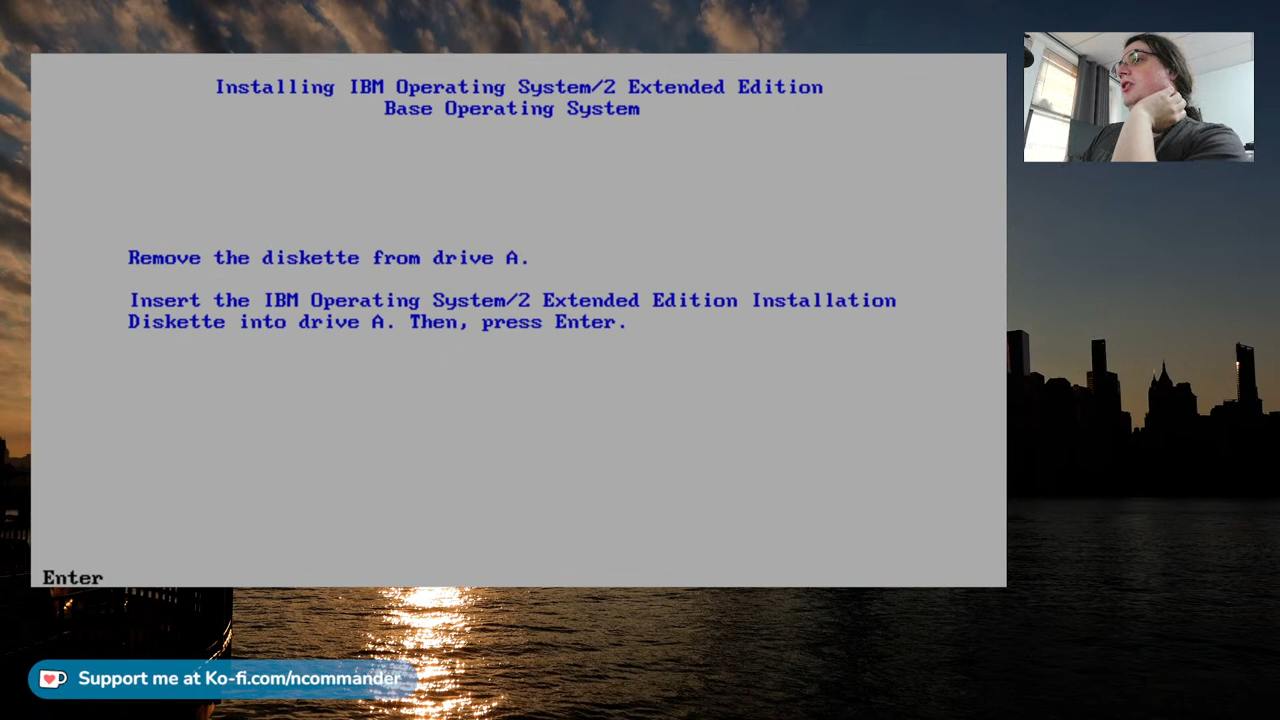 Installing IBM Operating System/2 Extended Edition
Base Operating System
Remove the diskette from drive A.
Insert the IBM Operating System/2 Extended Edition Installation
Diskette into drive A. Then, press Enter.
Enter
Support me at Ko-fi.com/ncommander